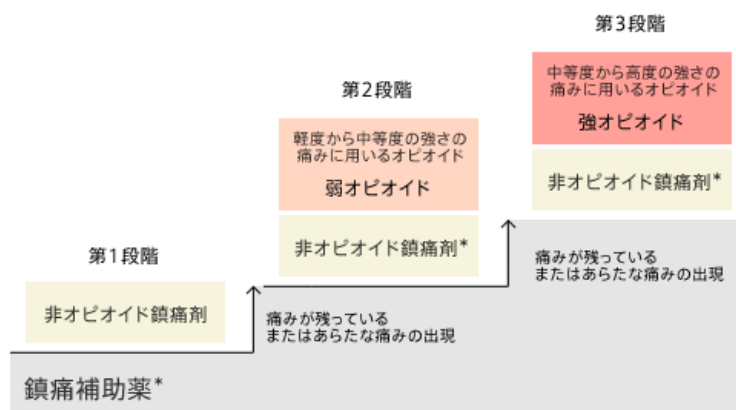 第1段階
非オピオイド鎮痛剤
痛みが残っている
またはあらたな痛みの出現
第2段階
軽度から中等度の強さの
痛みに用いるオピオイド
弱オピオイド
非オピオイド鎮痛剤*
痛みが残っている
またはあらたな痛みの出現
第3段階
中等度から高度の強さの
痛みに用いるオピオイド
強オピオイド
非オピオイド鎮痛剤*
鎮痛補助薬*